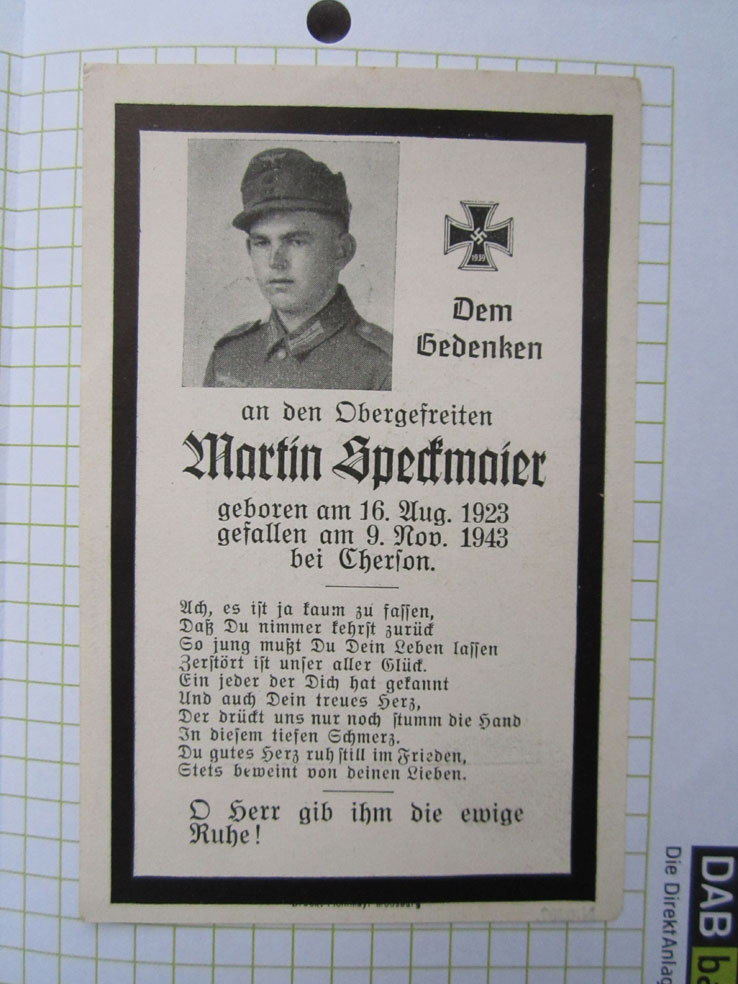 1939
Dem
Gedenken
an den Obergefreiten
Martin Speckmaier
geboren am 16. Aug. 1923
gefallen am 9. Nov. 1943
bei Cherson.
Ach, es ist ja kaum zu fassen,
Daß Du nimmer kehrst zurück
So jung mußt Du Dein Leben lassen
Zerstört ist unser aller Glück.
Ein jeder der Dich hat gekannt
Und auch Dein treues Herz,
Der drückt uns nur noch stumm die Hand
In diesem tiefen Schmerz.
Du gutes Herz ruh still im Frieden,
Stets beweint von deinen Lieben.
O Herr gib ihm die ewige
Ruhe!
DAB
Die DirektAnlag